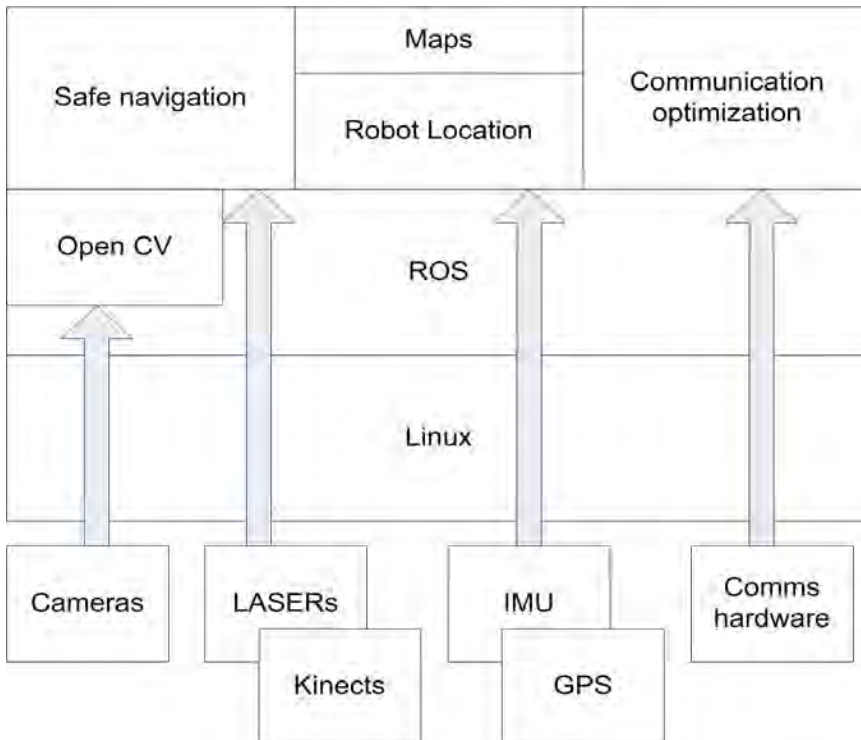 Maps
Safe navigation
Robot Location
Communication
optimization
Open CV
ROS
Linux
Cameras
LASERs
IMU
Comms
hardware
Kinects
GPS